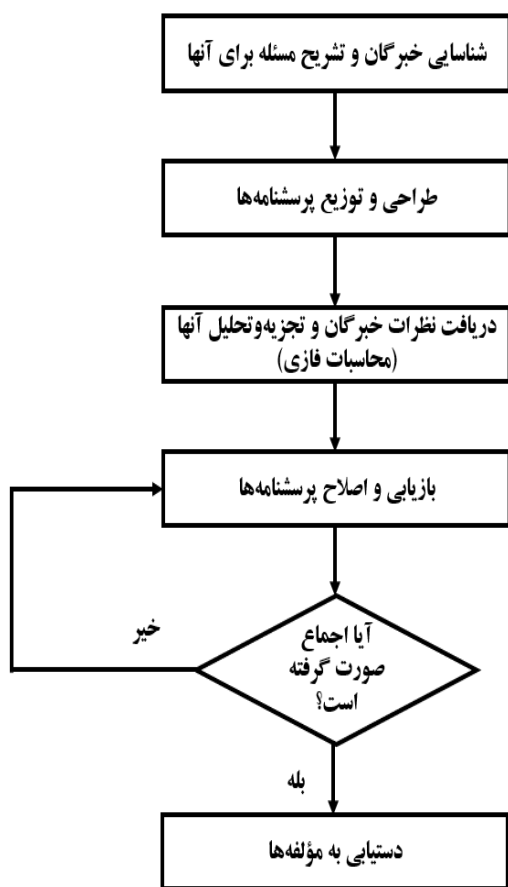 شناسایی خبرگان و تشریح مسئله برای آنها
طراحی و توزیع پرسشنامه‌ها
دریافت نظرات خبرگان و تجزیه‌وتحلیل آنها
(محاسبات فازی)
بازیابی و اصلاح پرسشنامه‌ها
آیا اجماع
صورت گرفته
است؟
خیر
بله
دستیابی به مؤلفه‌ها